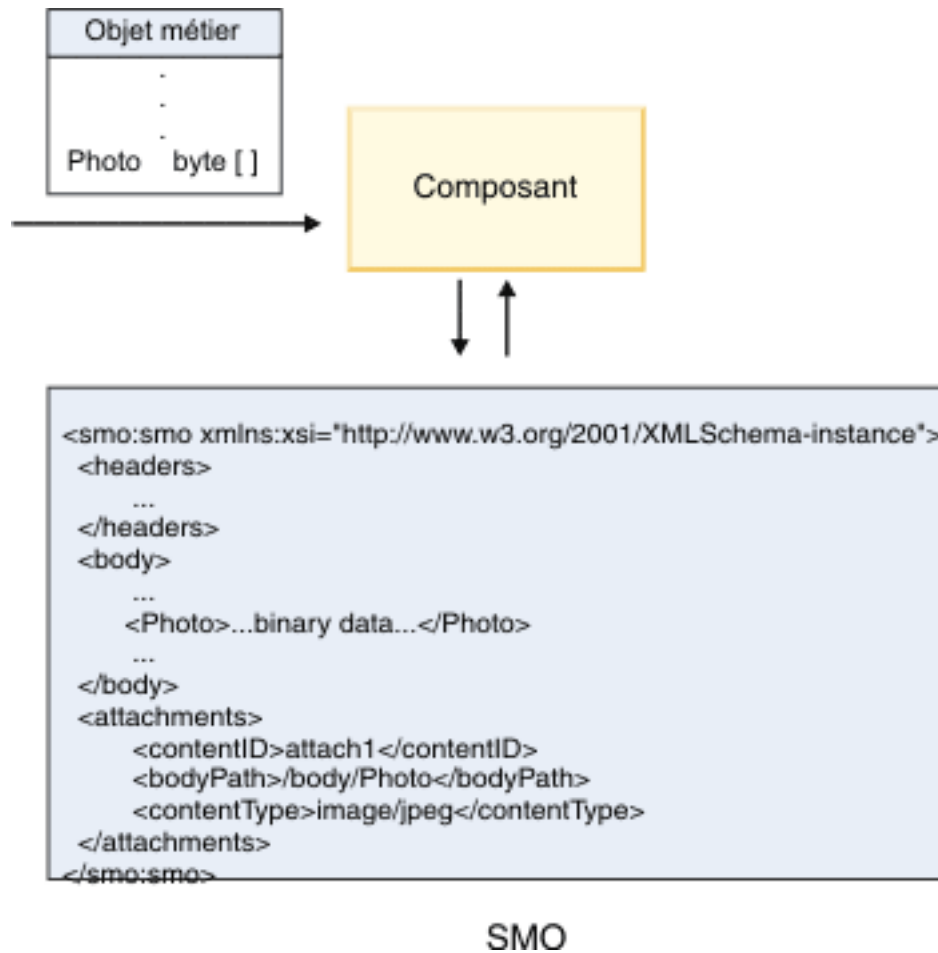 Objet métier
.
.
.
Photo byte [ ]
Composant
<smo:smo xmlns:xsi="http://www.w3.org/2001/XMLSchema-instance">
<headers>
...
</headers>
<body>
...
<Photo>...binary data...</Photo>
...
</body>
<attachments>
<contentID>attach1</contentID>
<bodyPath>/body/Photo</bodyPath>
<contentType>image/jpeg</contentType>
</attachments>
</smo:smo>
SMO